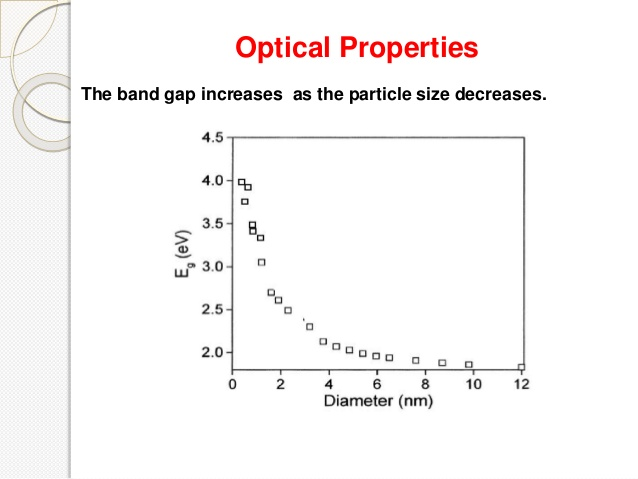 Optical Properties
The band gap increases  as the particle size decreases.
4.5
4.0
3.5
3.0
2.5
2.0
Eg (eV)
0 2 4 6 8 10 12
Diameter (nm)